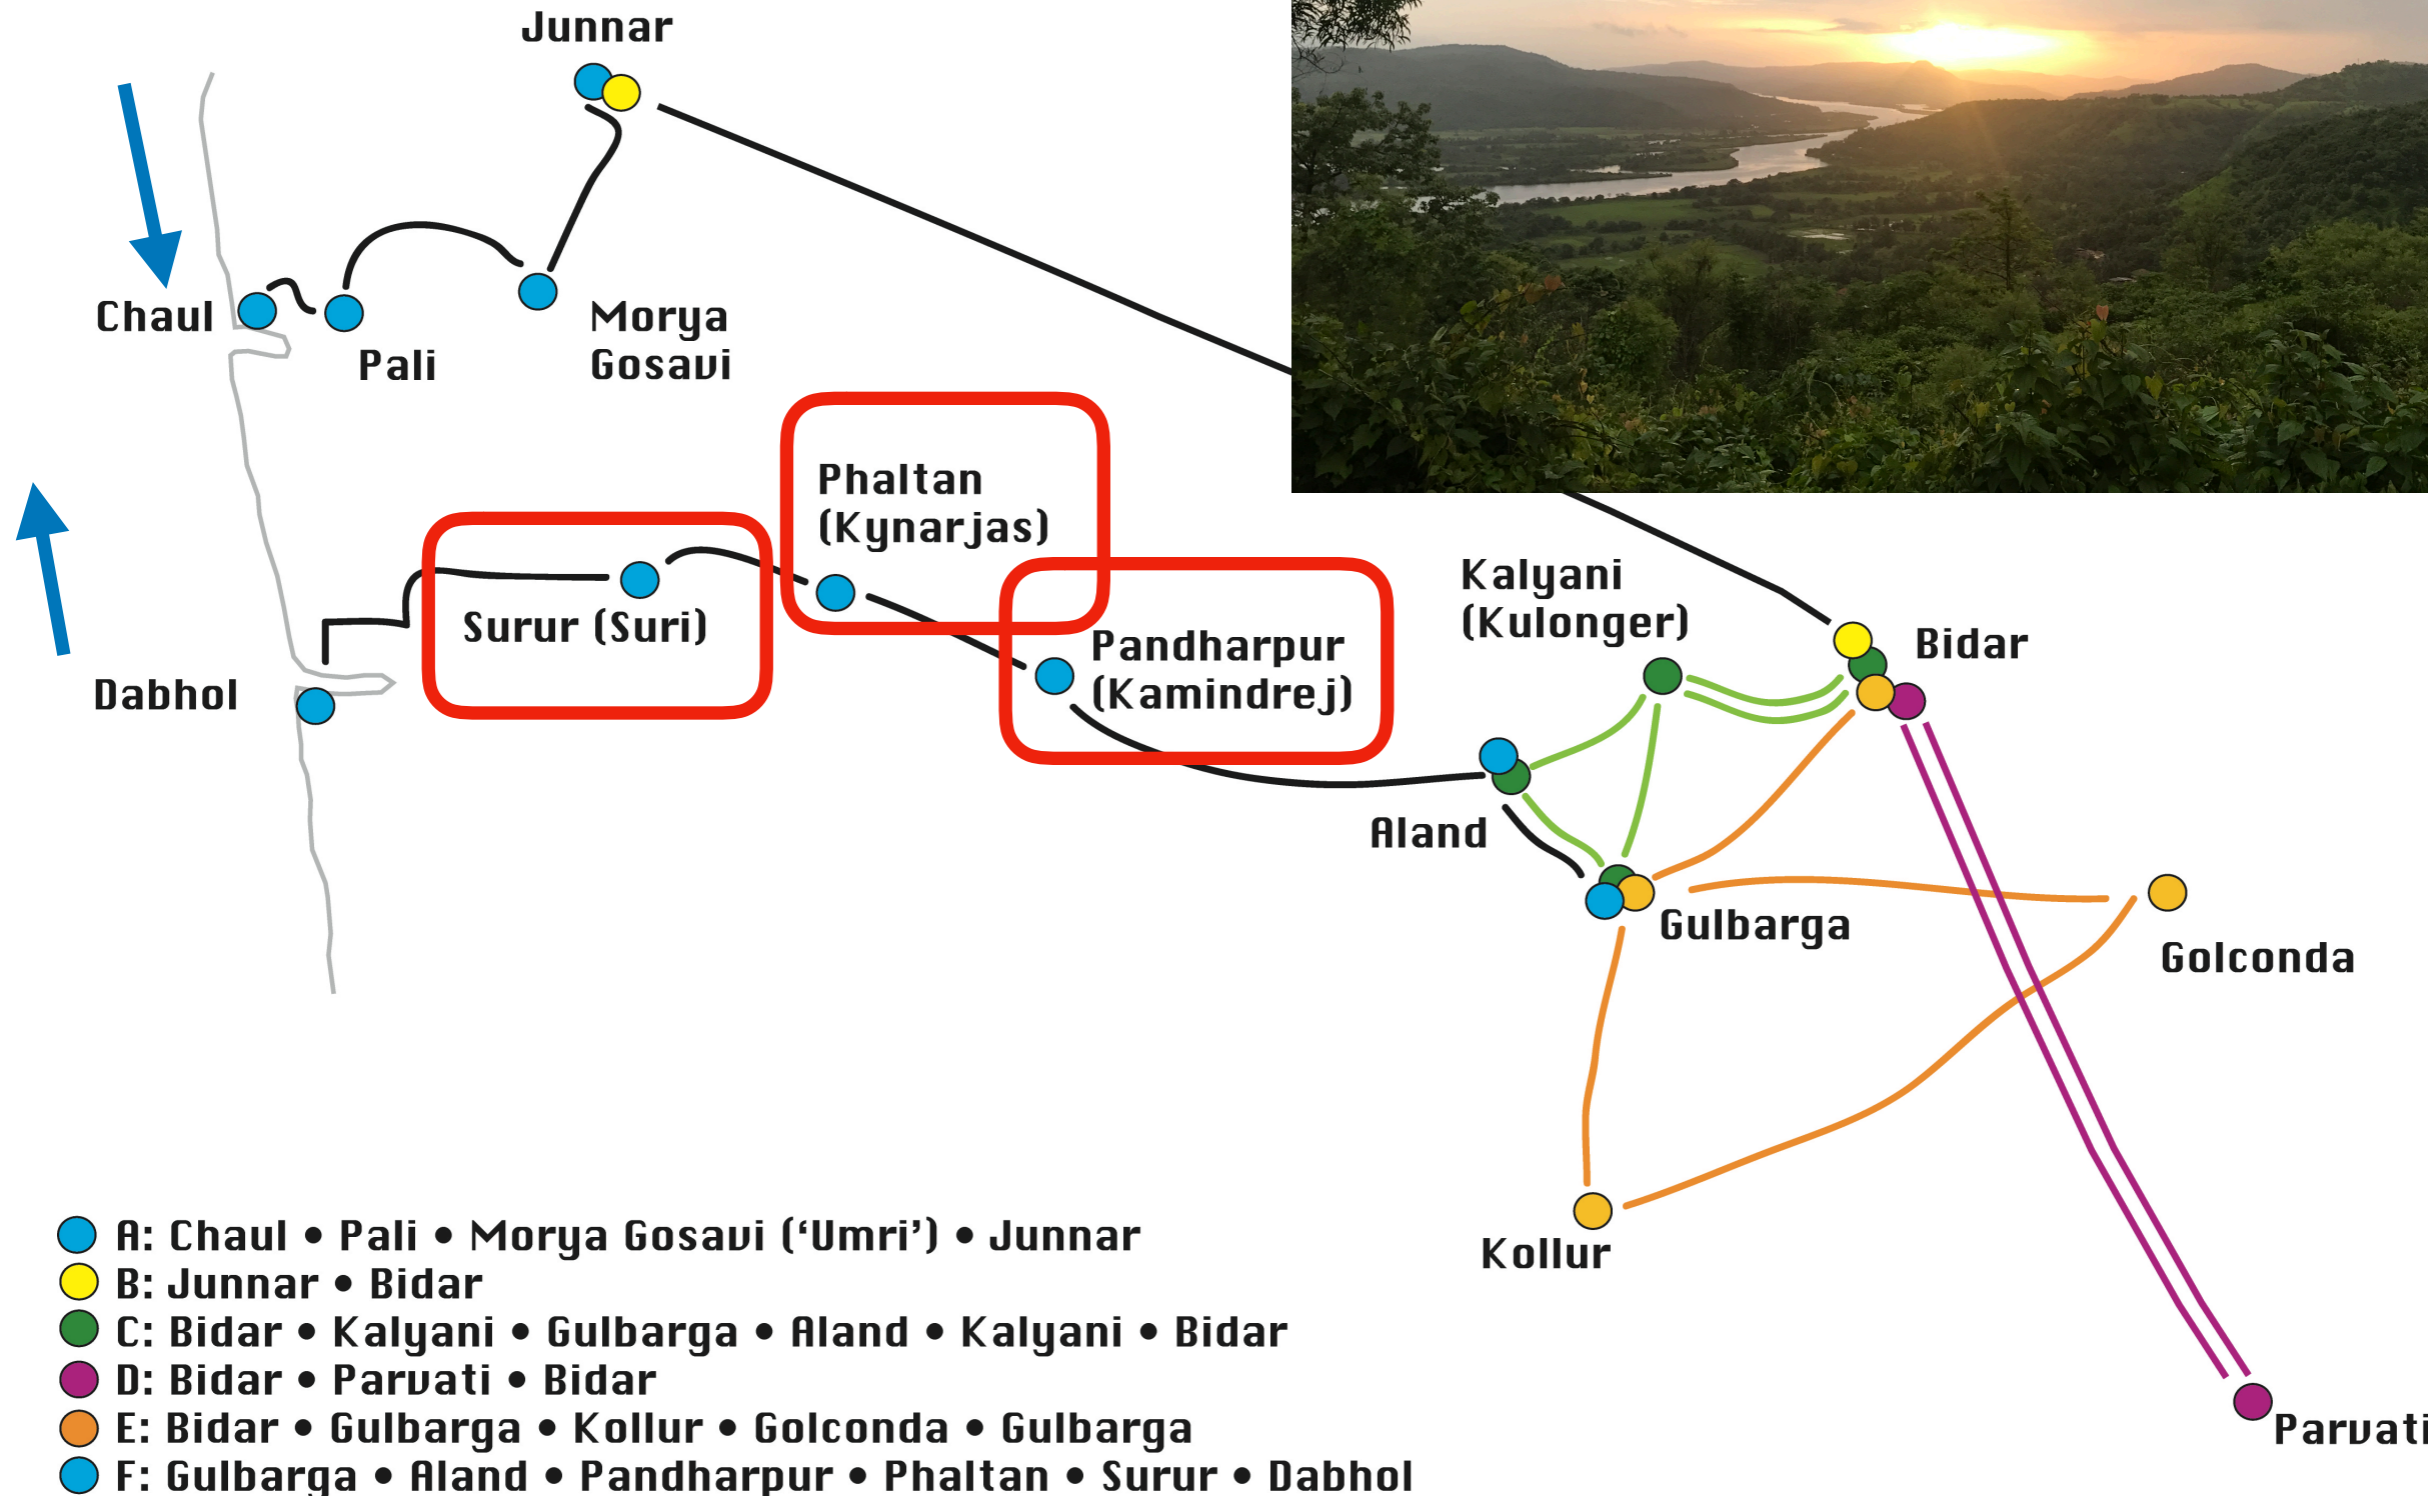 Junnar
Chaul
Pali
Morya
Gosavi
Phaltan
(Kynarjas)
Surur (Suri)
Pandharpur
(Kamindrej)
Dabhol
Kalyani
(Kulonger)
Bidar
Aland
Gulbarga
Golconda
Kollur
Parvati
A: Chaul • Pali • Morya Gosavi (‘Umri’) • Junnar
B: Junnar • Bidar
C: Bidar • Kalyani • Gulbarga • Aland • Kalyani • Bidar
D: Bidar • Parvati • Bidar
E: Bidar • Gulbarga • Kollur • Golconda • Gulbarga
F: Gulbarga • Aland • Pandharpur • Phaltan • Surur • Dabhol